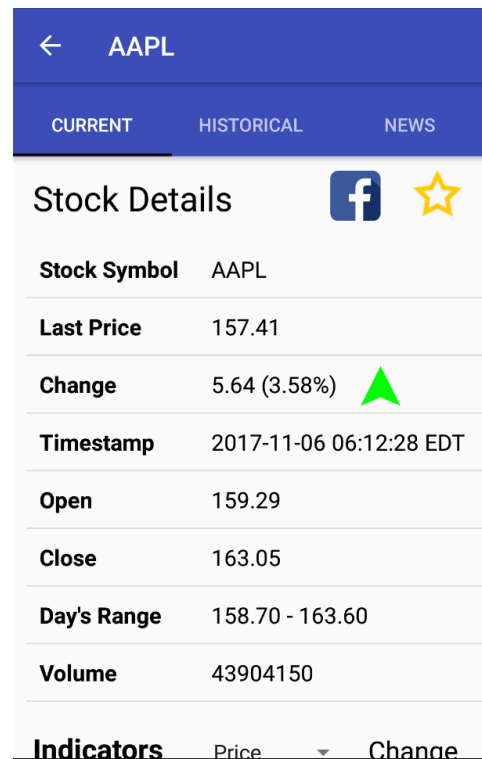 AAPL
CURRENT HISTORICAL NEWS
Stock Details f
Stock Symbol AAPL
Last Price 157.41
Change 5.64 (3.58%)
Timestamp 2017-11-06 06:12:28 EDT
Open 159.29
Close 163.05
Day's Range 158.70 - 163.60
Volume 43904150
Indicators Price Change